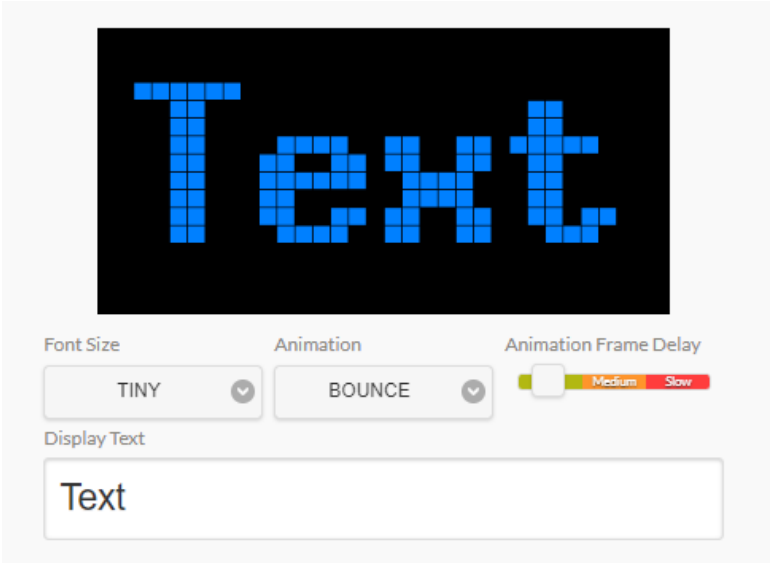 Text
Font Size
Animation
Animation Frame Delay
TINY
BOUNCE
Medium
Slow
Display Text
Text